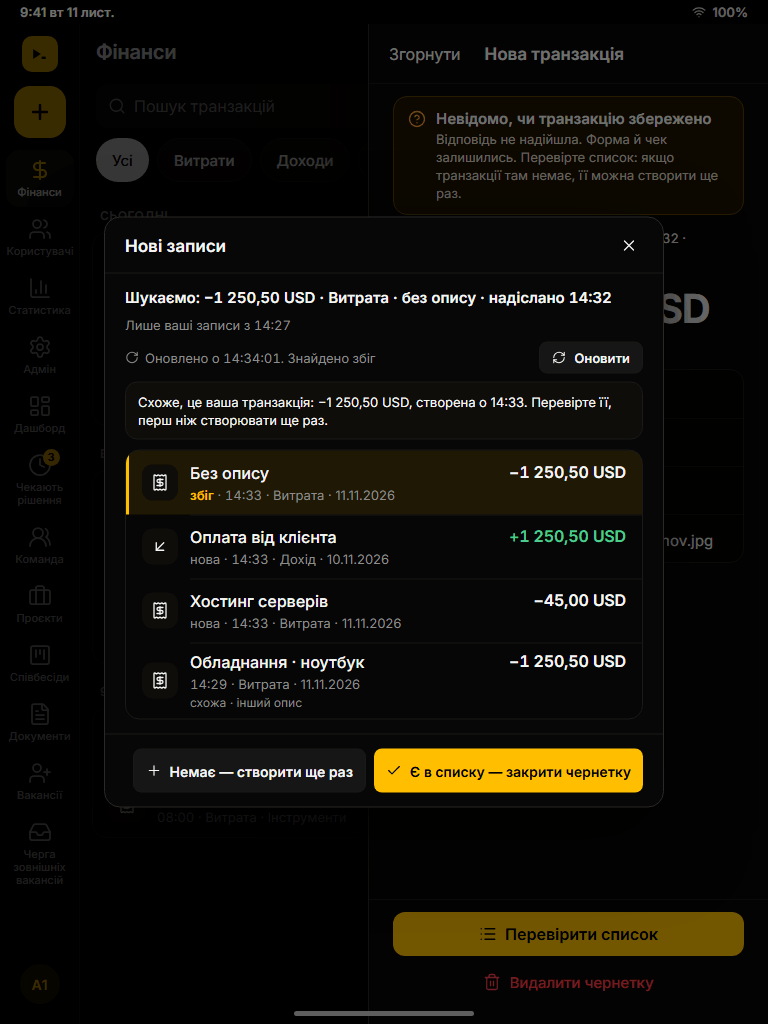 9:41 вт 11 лист.
100%
Фінанси
Пошук транзакцій
Усі
Витрати
Доходи
СЬОГОДНІ
Фінанси
Користувачі
Статистика
Адмін
Дашборд
3
Чекають
рішення
Команда
Проєкти
Співбесіди
Документи
Вакансії
Черга
зовнішніх
вакансій
A1
Згорнути
Нова транзакція
Невідомо, чи транзакцію збережено
Відповідь не надійшла. Форма й чек
залишились. Перевірте список: якщо
транзакції там немає, її можна створити ще
раз.
Нові записи
Шукаємо: −1 250,50 USD · Витрата · без опису · надіслано 14:32
Лише ваші записи з 14:27
Оновлено о 14:34:01. Знайдено збіг
Оновити
Схоже, це ваша транзакція: −1 250,50 USD, створена о 14:33. Перевірте її,
перш ніж створювати ще раз.
Без опису
−1 250,50 USD
збіг · 14:33 · Витрата · 11.11.2026
Оплата від клієнта
+1 250,50 USD
нова · 14:33 · Дохід · 10.11.2026
Хостинг серверів
−45,00 USD
нова · 14:33 · Витрата · 11.11.2026
Обладнання · ноутбук
−1 250,50 USD
14:29 · Витрата · 11.11.2026
схожа · інший опис
Немає — створити ще раз
Є в списку — закрити чернетку
08:00 · Витрата · Інструменти
Перевірити список
Видалити чернетку